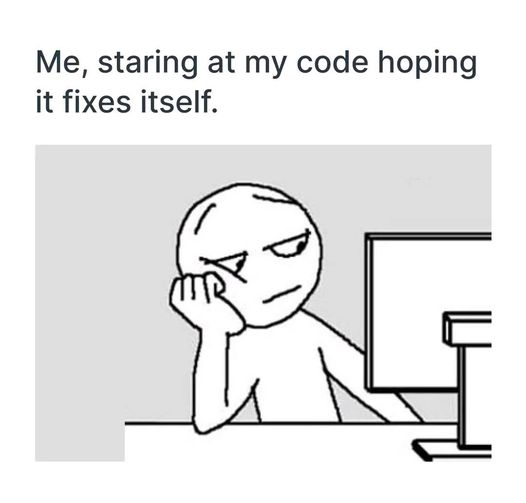 Me, staring at my code hoping
it fixes itself.